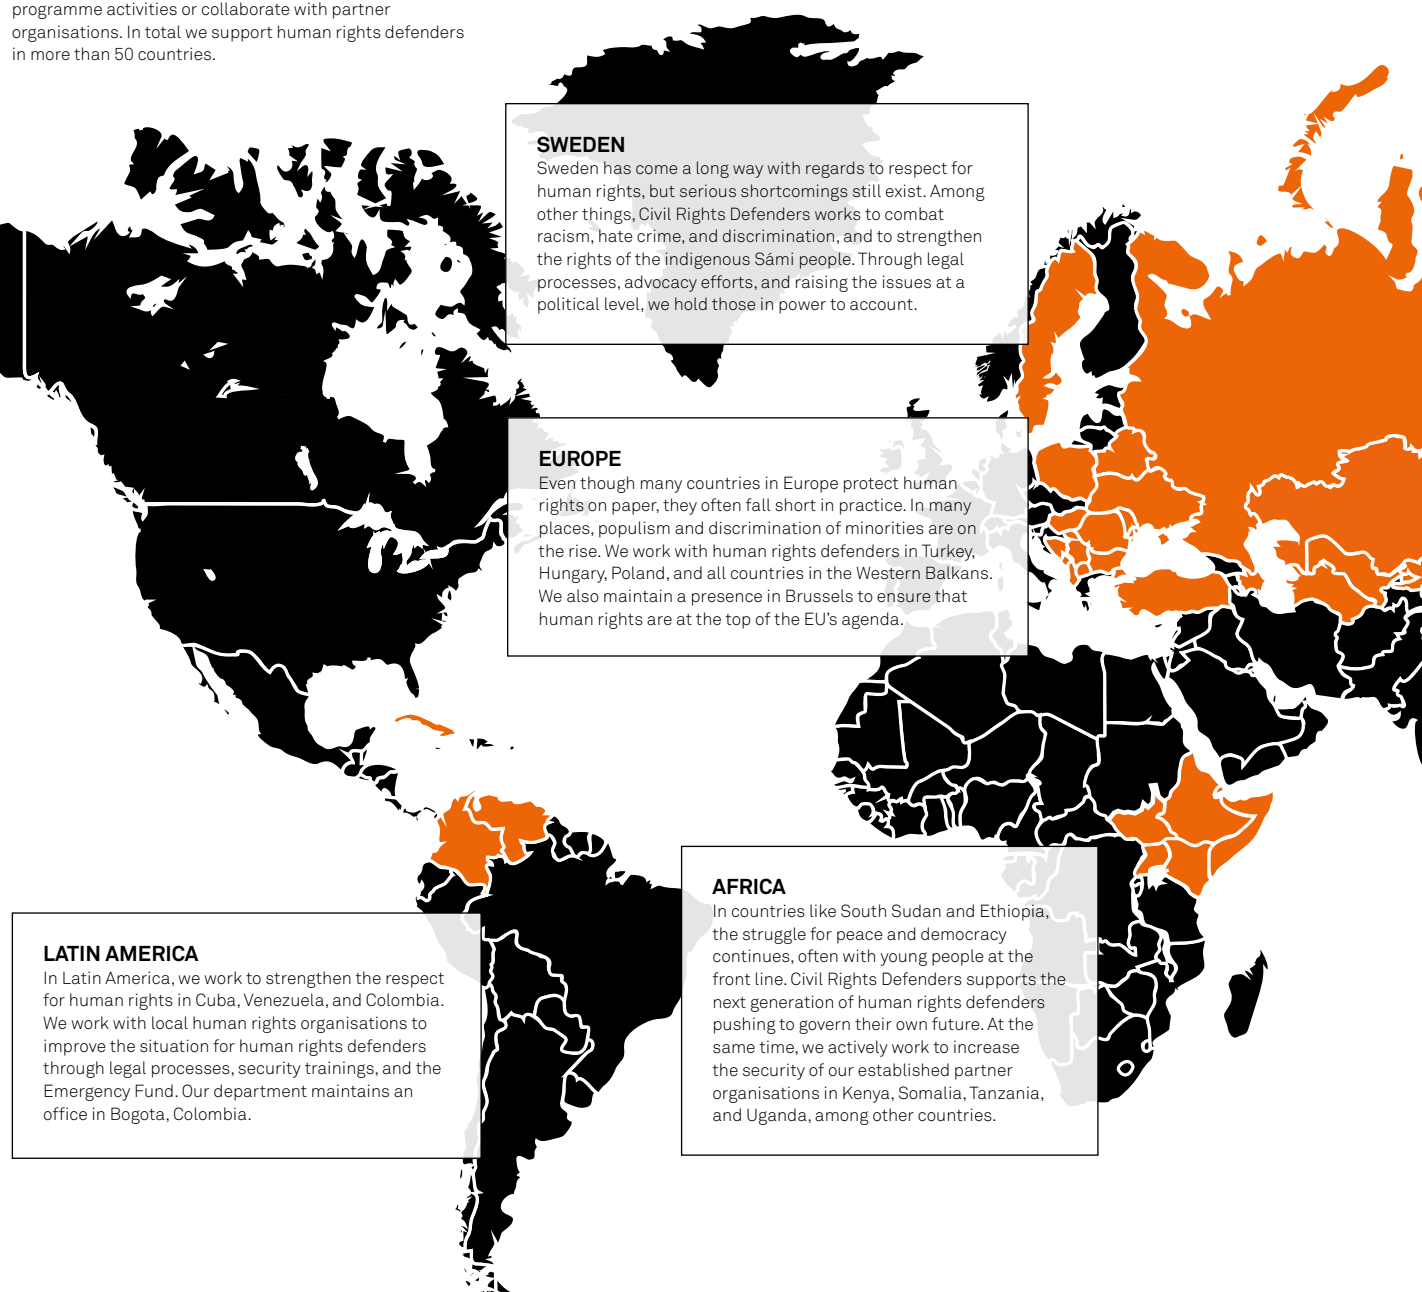 programme activities or collaborate with partner
organisations. In total we support human rights defenders
in more than 50 countries.
SWEDEN
Sweden has come a long way with regards to respect for
human rights, but serious shortcomings still exist. Among
other things, Civil Rights Defenders works to combat
racism, hate crime, and discrimination, and to strengthen
the rights of the indigenous Sámi people. Through legal
processes, advocacy efforts, and raising the issues at a
political level, we hold those in power to account.
EUROPE
Even though many countries in Europe protect human
rights on paper, they often fall short in practice. In many
places, populism and discrimination of minorities are on
the rise. We work with human rights defenders in Turkey,
Hungary, Poland, and all countries in the Western Balkans.
We also maintain a presence in Brussels to ensure that
human rights are at the top of the EU's agenda.
AFRICA
In countries like South Sudan and Ethiopia,
the struggle for peace and democracy
continues, often with young people at the
front line. Civil Rights Defenders supports the
next generation of human rights defenders
pushing to govern their own future. At the
same time, we actively work to increase
the security of our established partner
organisations in Kenya, Somalia, Tanzania,
and Uganda, among other countries.
LATIN AMERICA
In Latin America, we work to strengthen the respect
for human rights in Cuba, Venezuela, and Colombia.
We work with local human rights organisations to
improve the situation for human rights defenders
through legal processes, security trainings, and the
Emergency Fund. Our department maintains an
office in Bogota, Colombia.